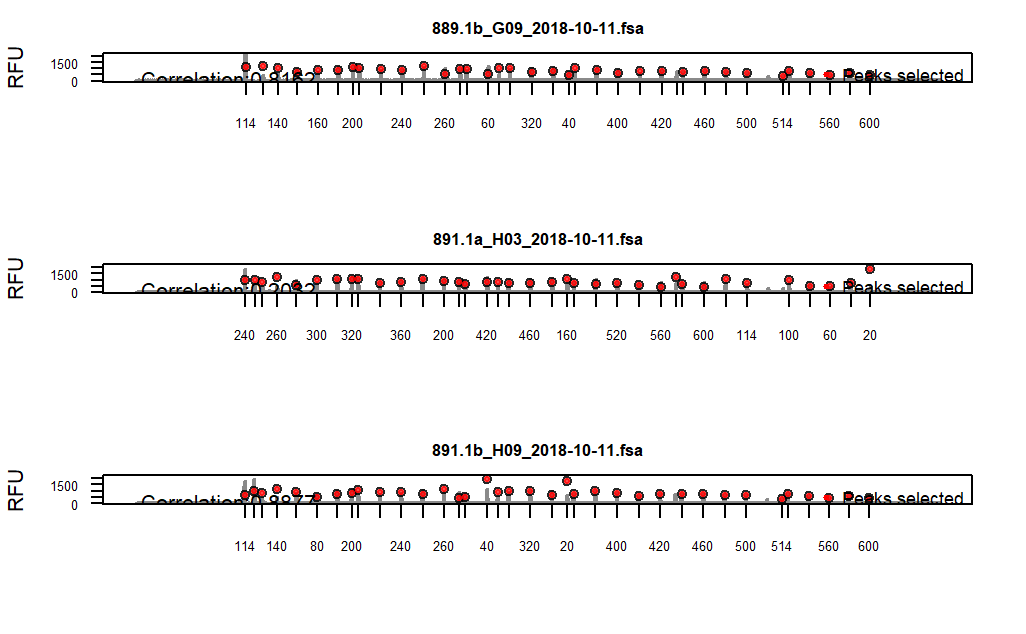 889.1b_G09_2018-10-11.fsa
RFU
1500
0
Correlation:0.8162
Peaks selected
114 140 160 200 240 260 60 320 40 400 420 460 500 514 560 600
891.1a_H03_2018-10-11.fsa
RFU
1500
0
Peaks selected
240 260 300 320 360 200 420 460 160 520 560 600 114 100 60 20
891.1b_H09_2018-10-11.fsa
RFU
1500
0
Peaks selected
114 140 80 200 240 260 40 320 20 400 420 460 500 514 560 600